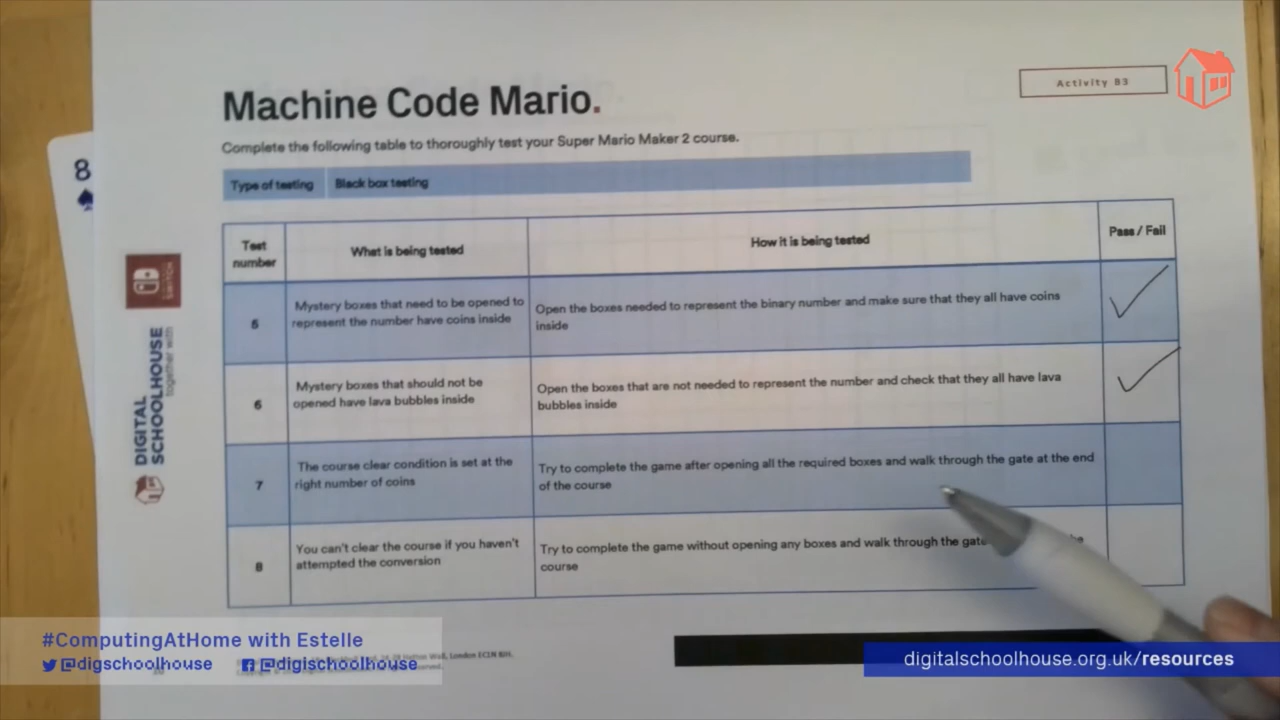 Activity B3
Machine Code Mario.
Complete the following table to thoroughly test your Super Mario Maker 2 course.
8
Type of testing
Black box testing
Test
number
What is being tested
How it is being tested
Pass / Fail
5
Mystery boxes that need to be opened to
represent the number have coins inside
Open the boxes needed to represent the binary number and make sure that they all have coins
inside
6
Mystery boxes that should not be
opened have lava bubbles inside
Open the boxes that are not needed to represent the number and check that they all have lava
bubbles inside
7
The course clear condition is set at the
right number of coins
Try to complete the game after opening all the required boxes and walk through the gate at the end
of the course
8
You can't clear the course if you haven't
attempted the conversion
Try to complete the game without opening any boxes and walk through the gate
course
SWITCH
DIGITAL
SCHOOLHOUSE
together with
#ComputingAtHome with Estelle
@digschoolhouse @digischoolhouse
London EC1N
digitalschoolhouse.org.uk/resources